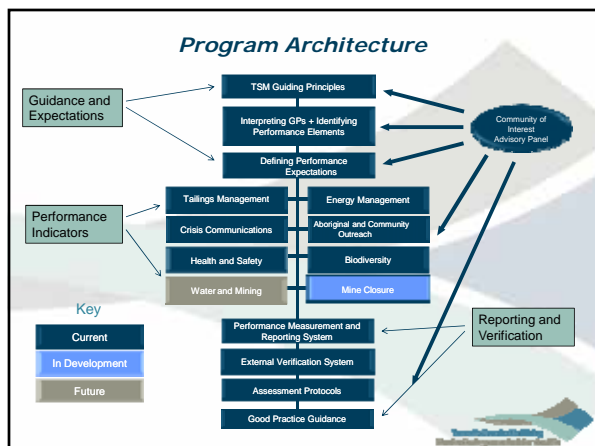 Program Architecture
Guidance and
Expectations
TSM Guiding Principles
Interpreting GPs + Identifying
Performance Elements
Defining Performance
Expectations
Community of
Interest
Advisory Panel
Performance
Indicators
Tailings Management
Energy Management
Crisis Communications
Aboriginal and Community
Outreach
Health and Safety
Biodiversity
Water and Mining
Mine Closure
Key
Current
In Development
Future
Performance Measurement and
Reporting System
External Verification System
Assessment Protocols
Good Practice Guidance
Reporting and
Verification